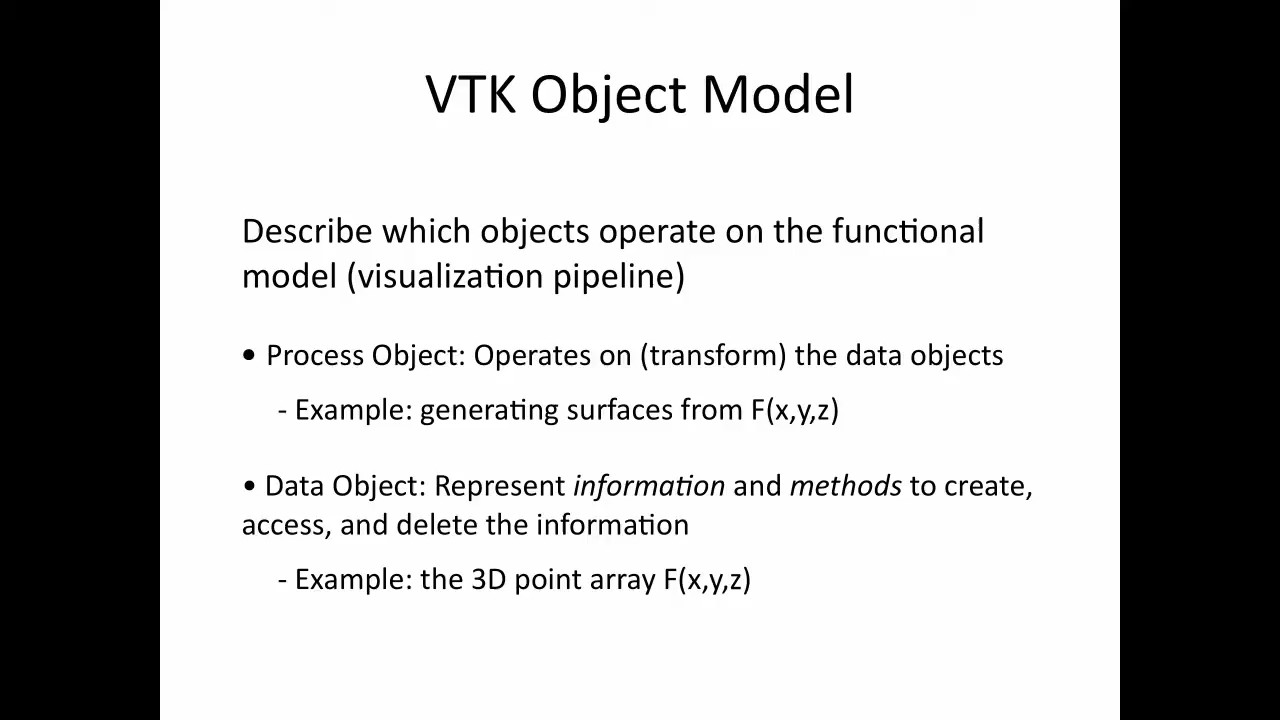 VTK Object Model
Describe which objects operate on the functional
model (visualization pipeline)
• Process Object: Operates on (transform) the data objects
- Example: generating surfaces from F(x,y,z)
• Data Object: Represent information and methods to create,
access, and delete the information
- Example: the 3D point array F(x,y,z)